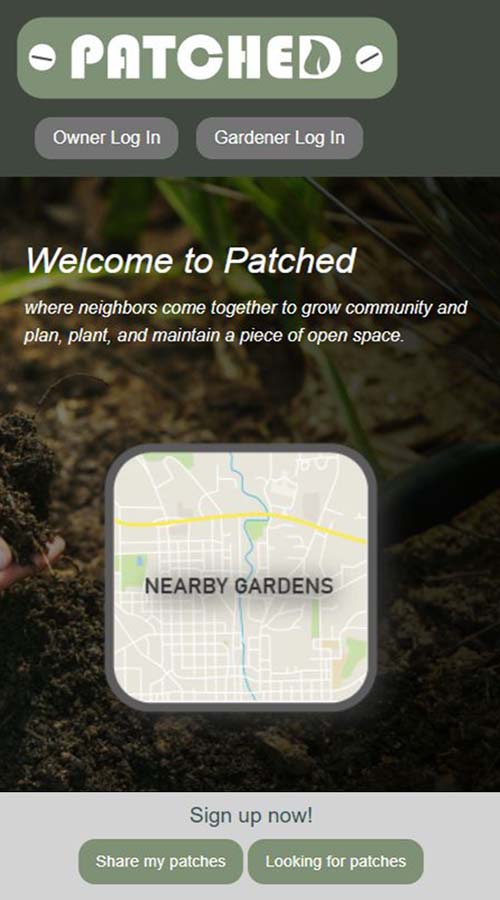 PATCHED
Owner Log In
Gardener Log In
Welcome to Patched
where neighbors come together to grow community and
plan, plant, and maintain a piece of open space.
NEARBY GARDENS
Sign up now!
Share my patches
Looking for patches